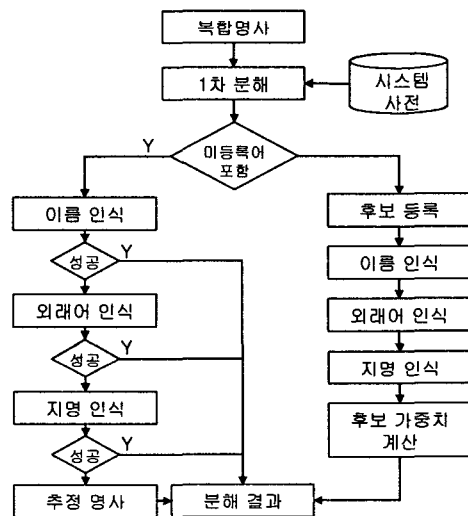 복합명사
1차 분해
시스템
사전
미등록어
포함
Y
이름 인식
성공
Y
외래어 인식
성공
Y
지명 인식
성공
Y
추정 명사
후보 등록
이름 인식
외래어 인식
지명 인식
후보 가중치
계산
분해 결과